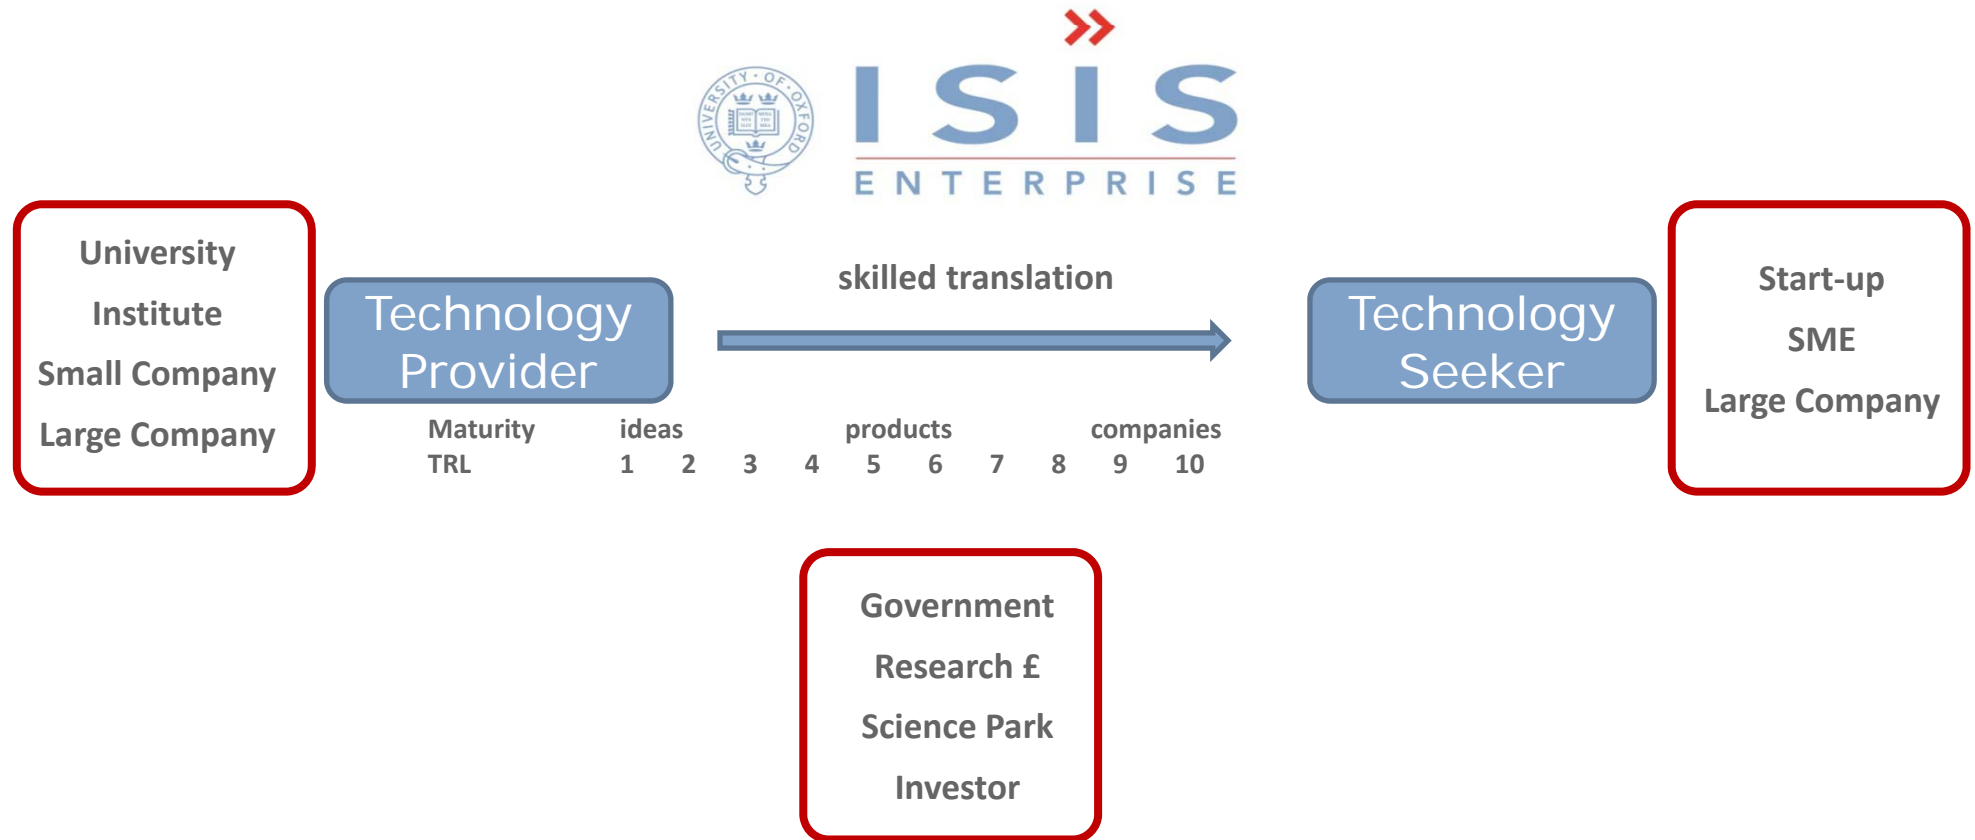 UNIVERSITY · OF · OXFORD
ISIS
ENTERPRISE
University
Institute
Small Company
Large Company
Technology
Provider
skilled translation
Technology
Seeker
Start-up
SME
Large Company
Maturity ideas products companies
TRL 1 2 3 4 5 6 7 8 9 10
Government
Research £
Science Park
Investor